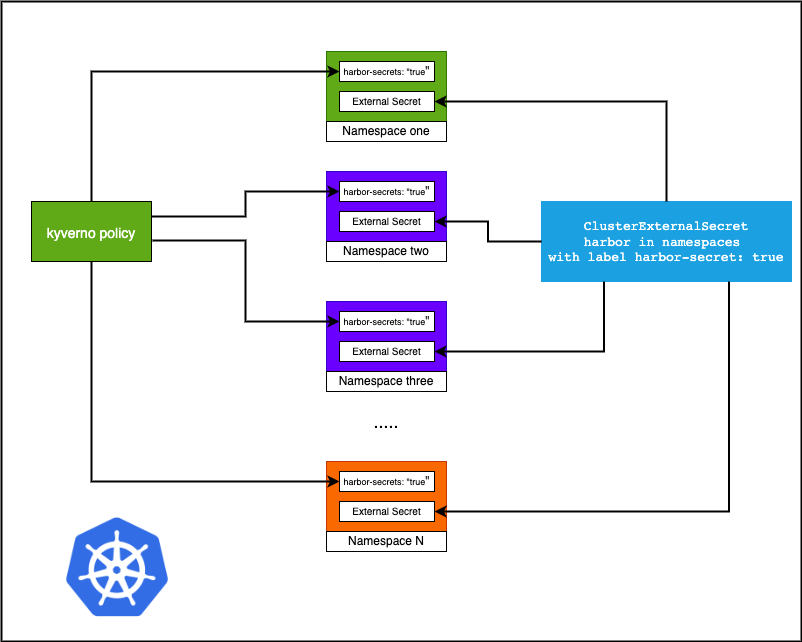 harbor-secrets: "true"
External Secret
Namespace one
harbor-secrets: "true"
External Secret
Namespace two
kyverno policy
ClusterExternalSecret
harbor in namespaces
with label harbor-secret: true
harbor-secrets: "true"
External Secret
Namespace three
.....
harbor-secrets: "true"
External Secret
Namespace N